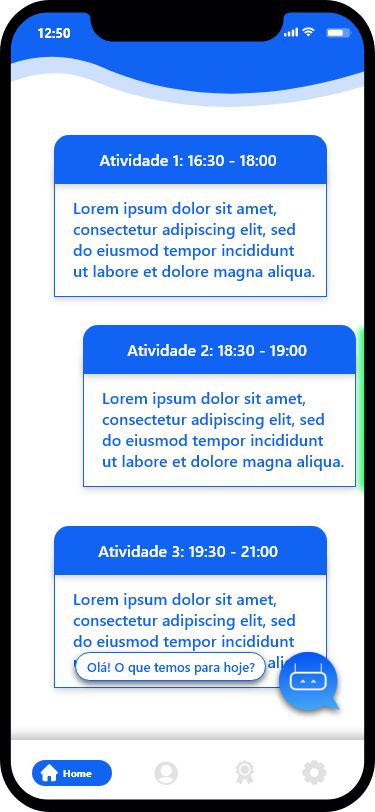 12:50
Atividade 1: 16:30 - 18:00
Lorem ipsum dolor sit amet,
consectetur adipiscing elit, sed
do eiusmod tempor incididunt
ut labore et dolore magna aliqua.
Atividade 2: 18:30 - 19:00
Lorem ipsum dolor sit amet,
consectetur adipiscing elit, sed
do eiusmod tempor incididunt
ut labore et dolore magna aliqua.
Atividade 3: 19:30 - 21:00
Lorem ipsum dolor sit amet,
consectetur adipiscing elit, sed
do eiusmod tempor incididunt
Olá! O que temos para hoje?
Home